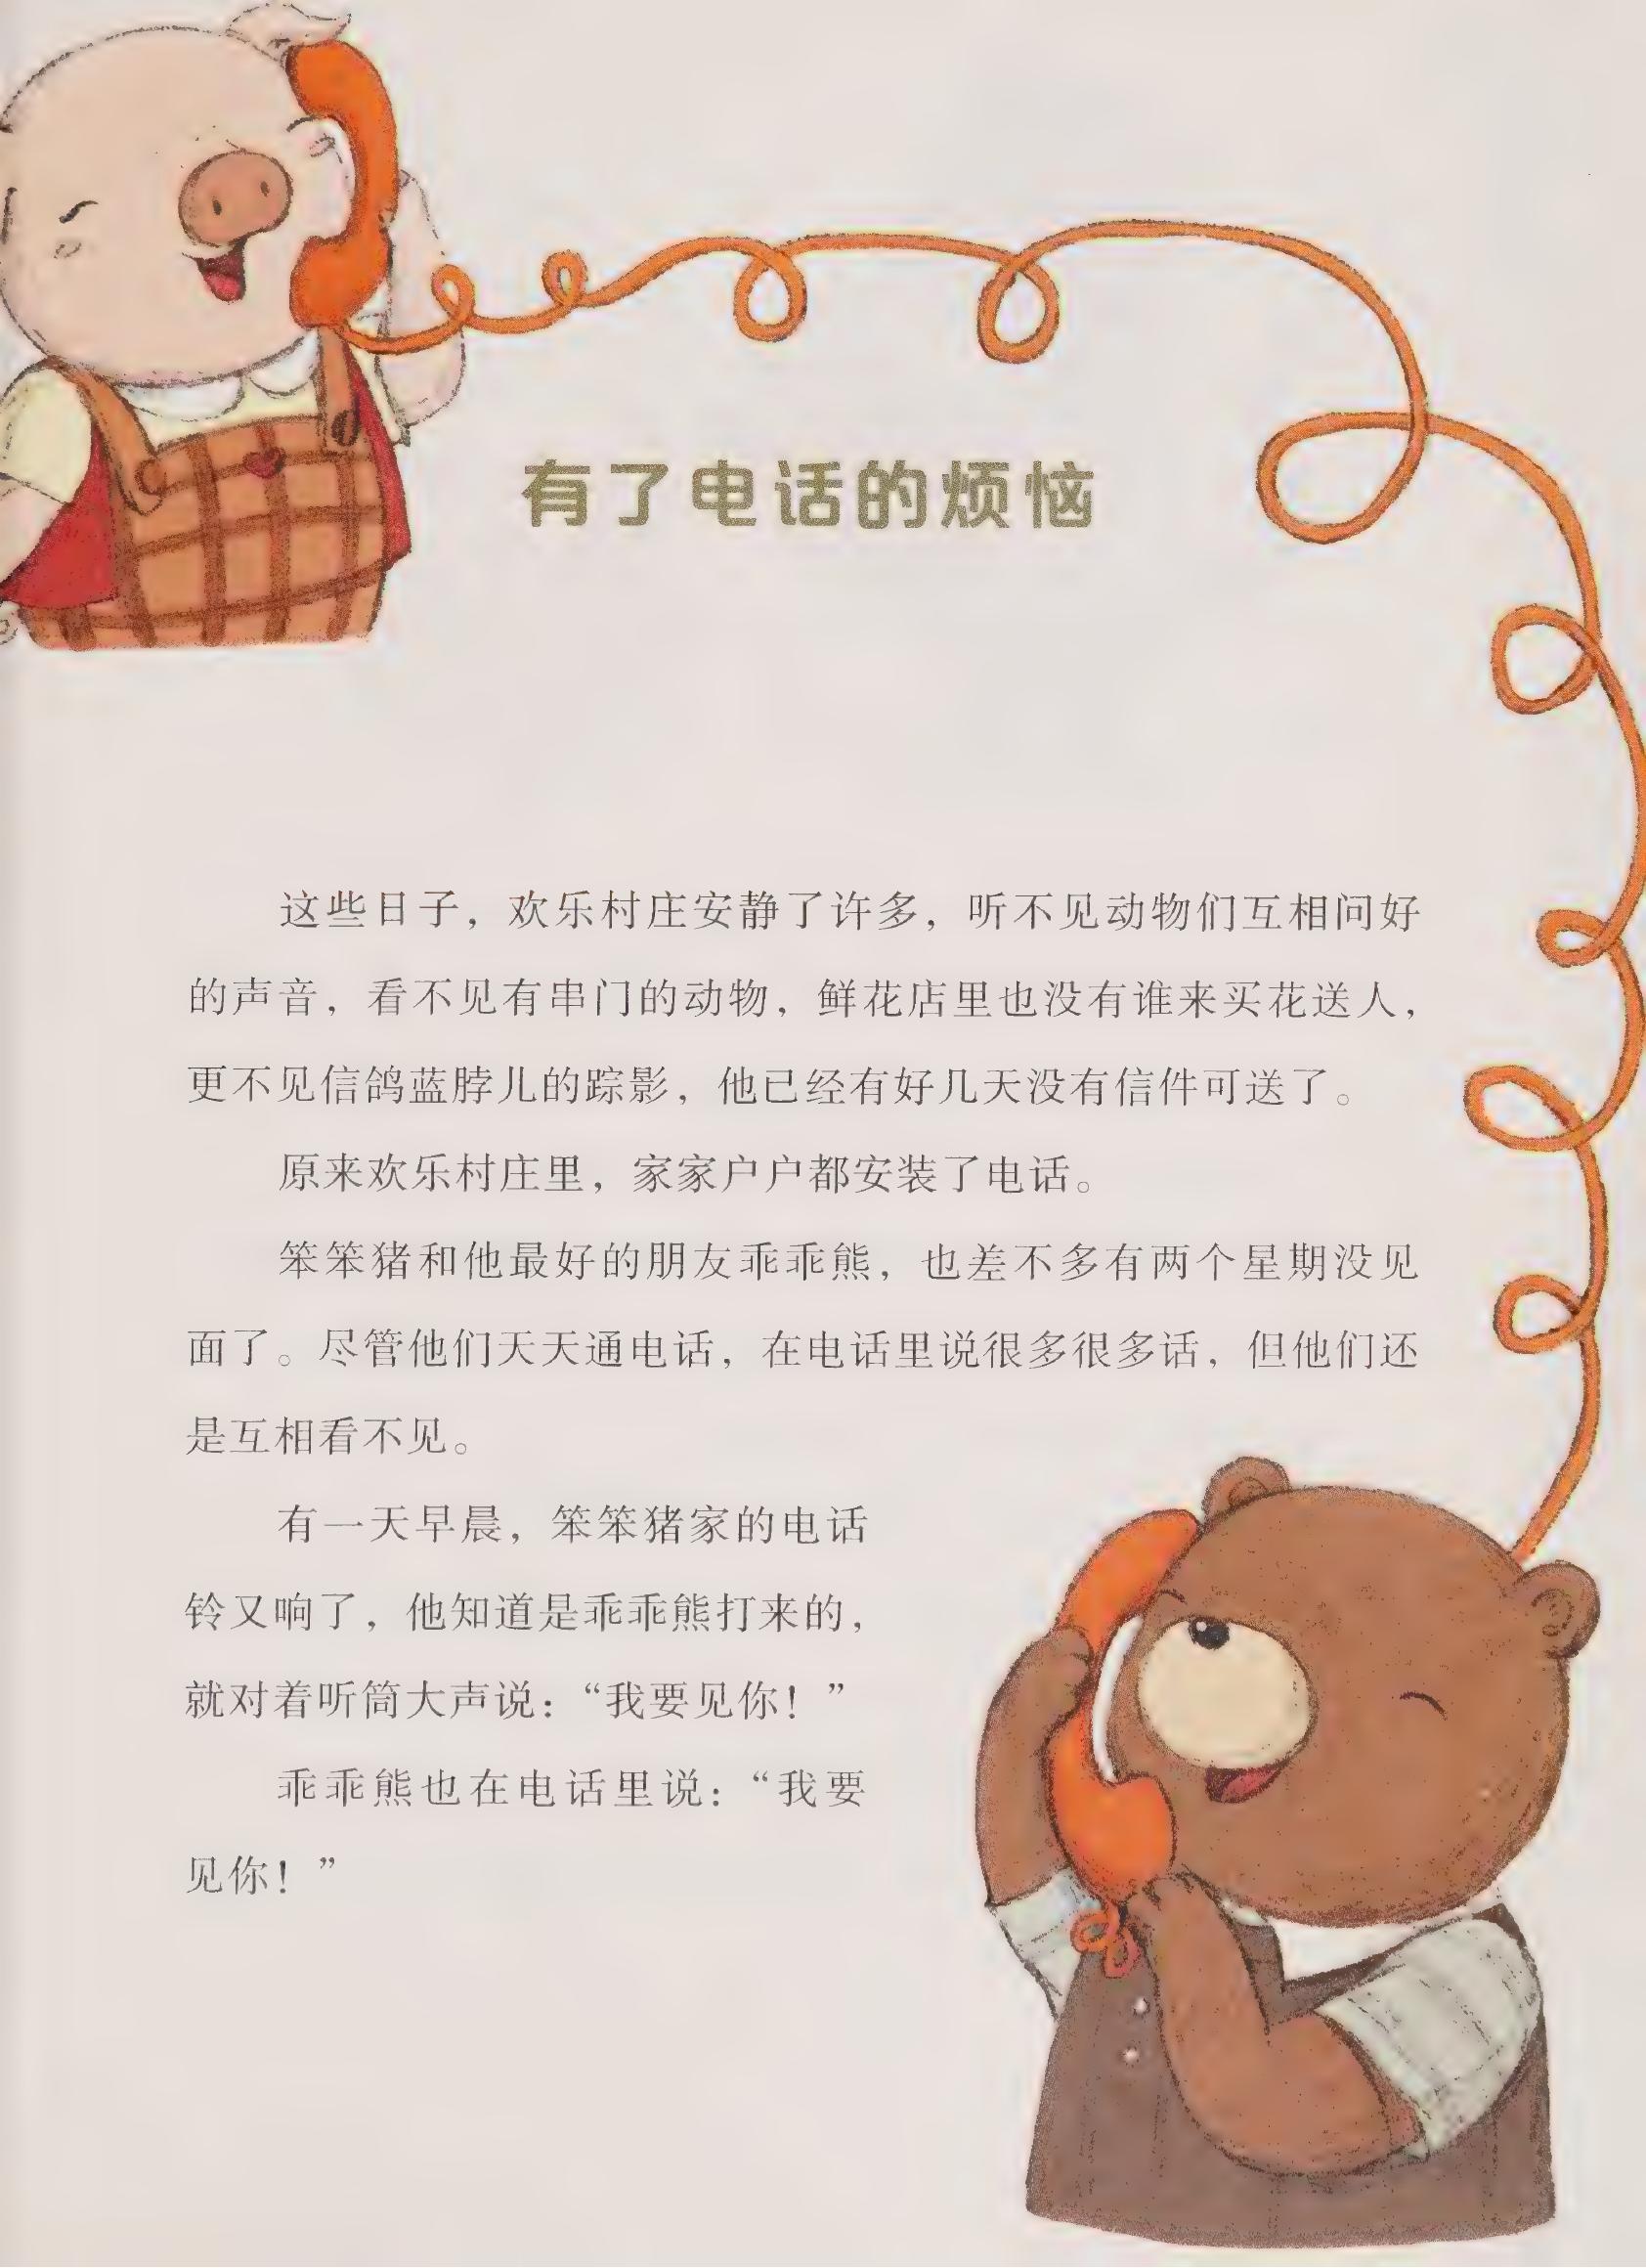 有了电话的烦恼
这些日子，欢乐村庄安静了许多，听不见动物们互相问好
的声音，看不见有串门的动物，鲜花店里也没有谁来买花送人，
更不见信鸽蓝脖儿的踪影，他已经有好几天没有信件可送了。
原来欢乐村庄里，家家户户都安装了电话。
笨笨猪和他最好的朋友乖乖熊，也差不多有两个星期没见
面了。尽管他们天天通电话，在电话里说很多很多话，但他们还
是互相看不见。
有一天早晨，笨笨猪家的电话
铃又响了，他知道是乖乖熊打来的，
就对着听筒大声说：“我要见你！”
乖乖熊也在电话里说：“我要
见你！”